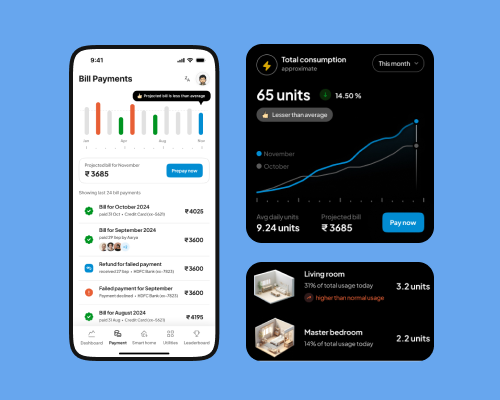 9:41
Bill Payments
Projected bill is less than average
Jan
Apr
Aug
Nov
Projected bill for November
₹ 3685
Prepay now
Showing last 24 bill payments
Bill for October 2024
₹ 4025
paid 31 Oct • Credit Card (xx-5621)
Bill for September 2024
₹ 3600
paid 29 Sep by Aarya
+2
Refund for failed payment
₹ 3600
received 27 Sep • HDFC Bank (xx-7823)
Failed payment for September
₹ 3600
Payment declined • HDFC Bank (xx-7823)
Bill for August 2024
₹ 4195
paid 31 Aug • Credit Card (xx-5621)
Dashboard
Payment
Smart home
Utilities
Leaderboard
Total consumption
approximate
This month
65 units
14.50 %
Lesser than average
November
October
Avg daily units
9.24 units
Projected bill
₹ 3685
Pay now
Living room
31% of total usage today
higher than normal usage
3.2 units
Master bedroom
14% of total usage today
2.2 units